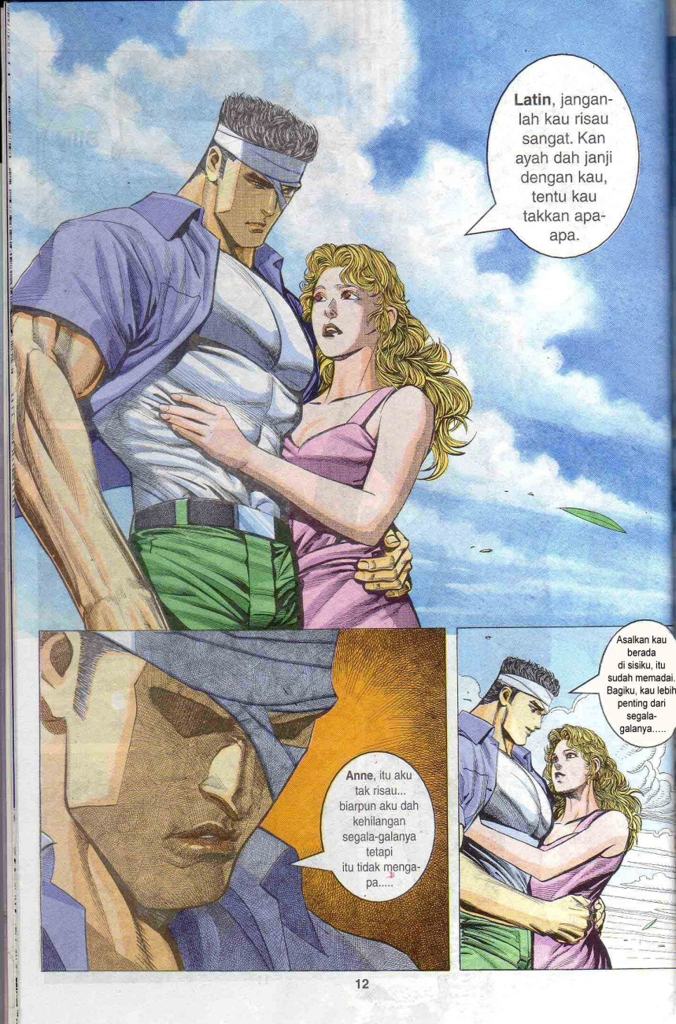 Latin, jangan-
lah kau risau
sangat. Kan
ayah dah janji
dengan kau,
tentu kau
takkan apa-
apa.
Anne, itu aku
tak risau...
biarpun aku dah
kehilangan
segala-galanya
tetapi
itu tidak menga-
pa.....
Asalkan kau
berada
di sisiku, itu
sudah memadai.
Bagiku, kau lebih
penting dari
segala-
galanya.....
12